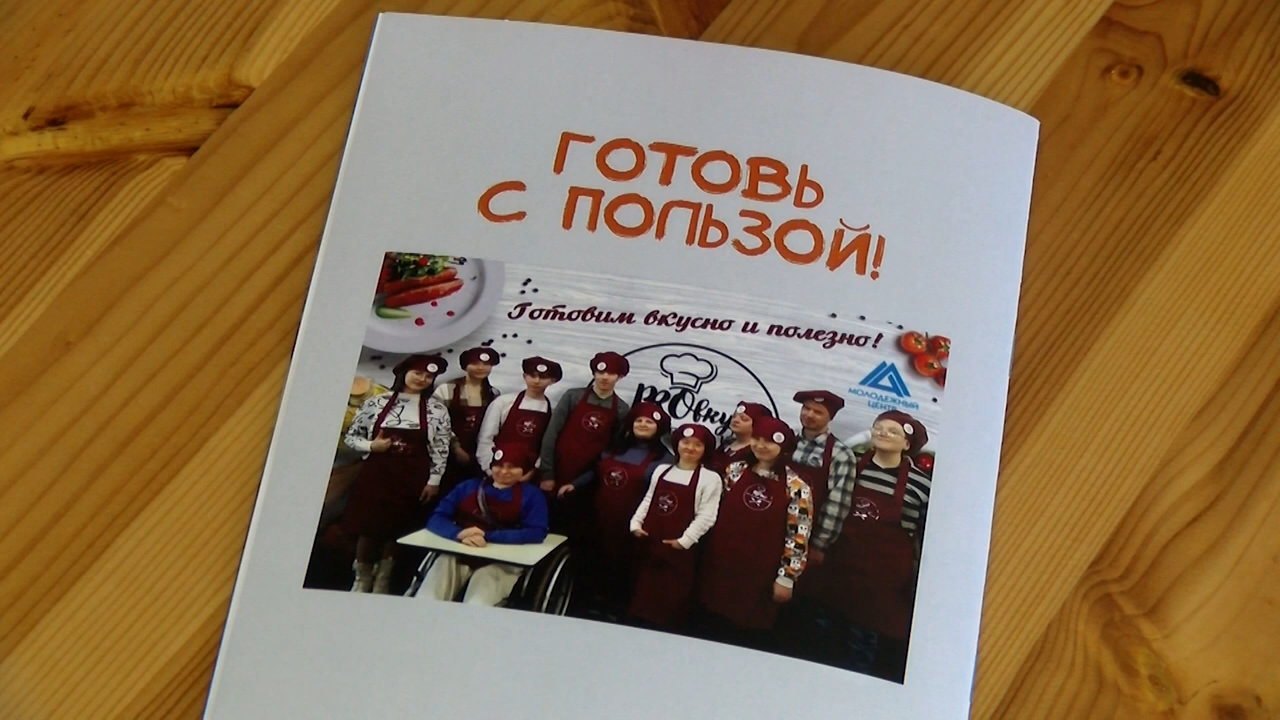 ГОТОВЬ
С ПОЛЬЗОЙ!
Готовим вкусно и полезно!
МОЛОДЕЖНЫЙ
ЦЕНТР